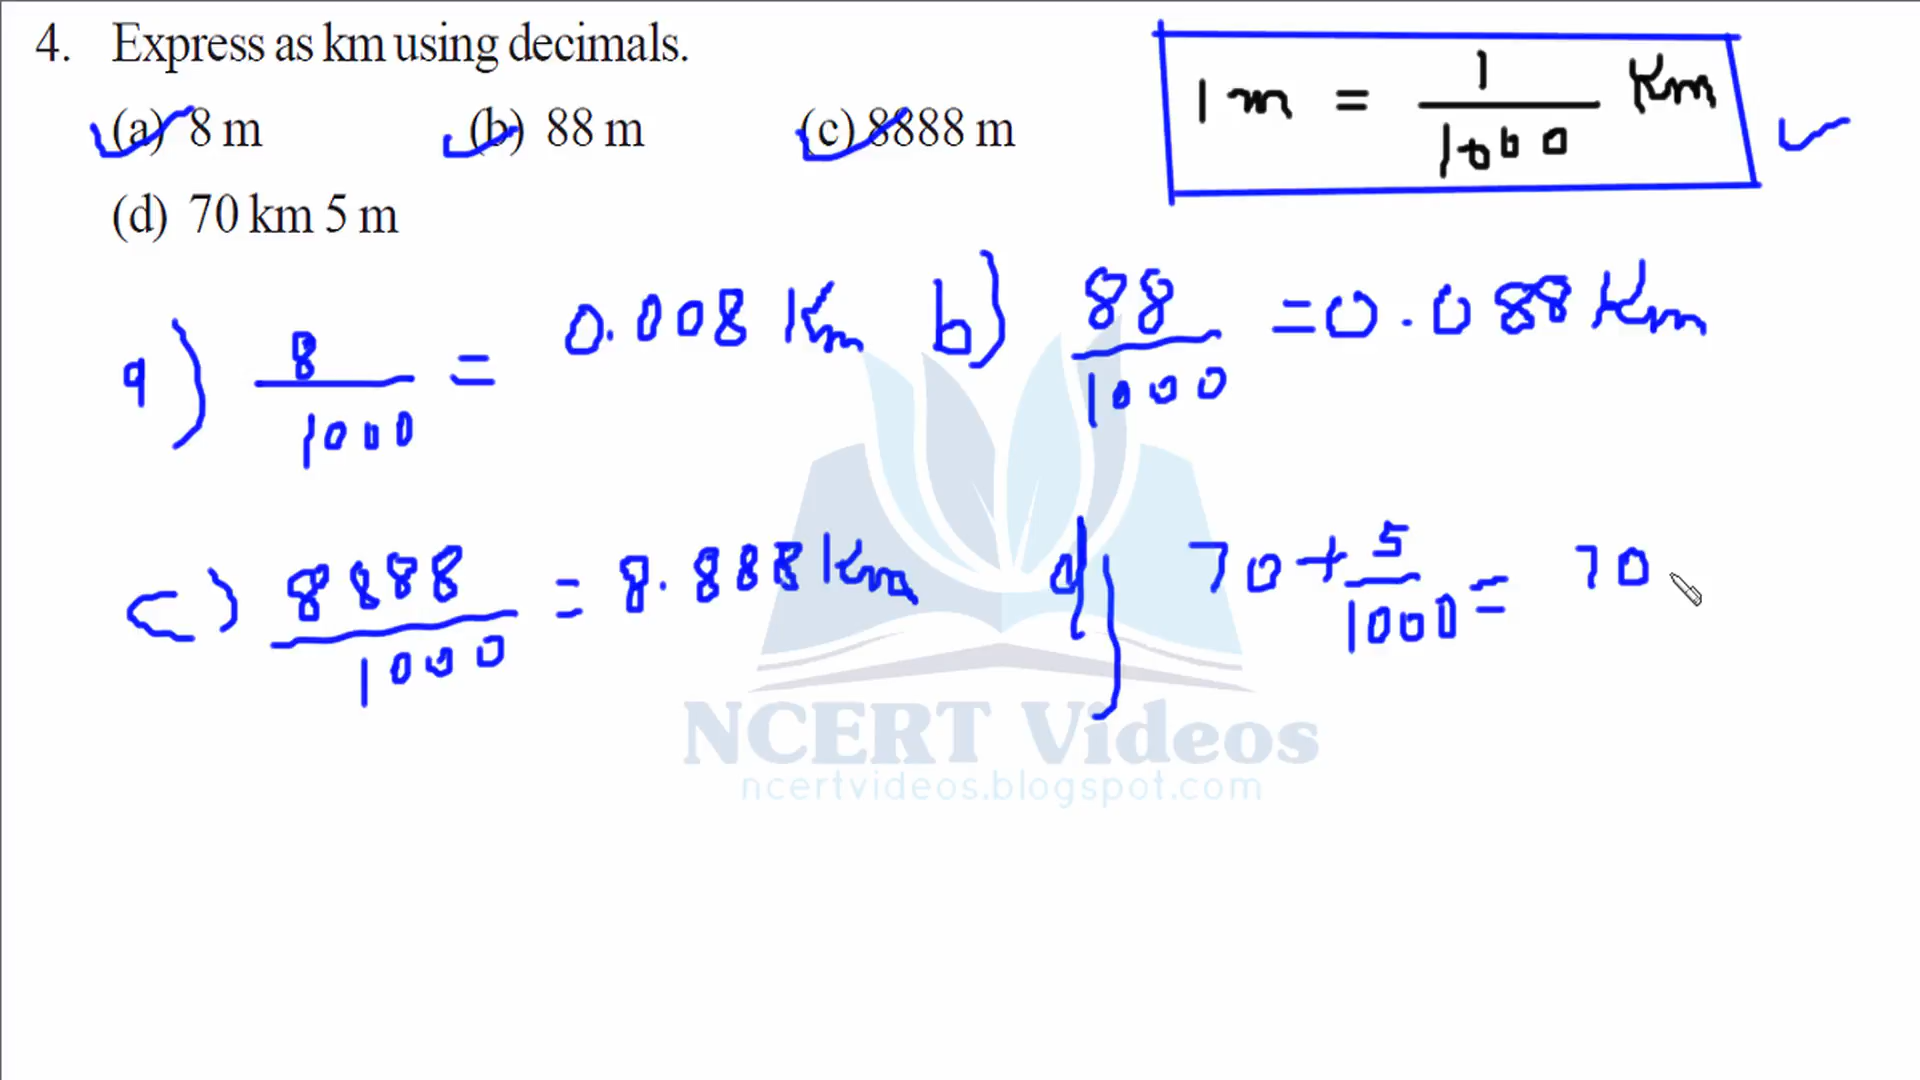 4. Express as km using decimals.
(a) 8 m (b) 88 m (c) 8888 m
(d) 70 km 5 m
1 m = 1/1000 Km
a) 8/1000 = 0.008 Km
b) 88/1000 = 0.088 Km
c) 8888/1000 = 8.888 Km
d) 70 + 5/1000 = 70
NCERT Videos
ncertvideos.blogspot.com